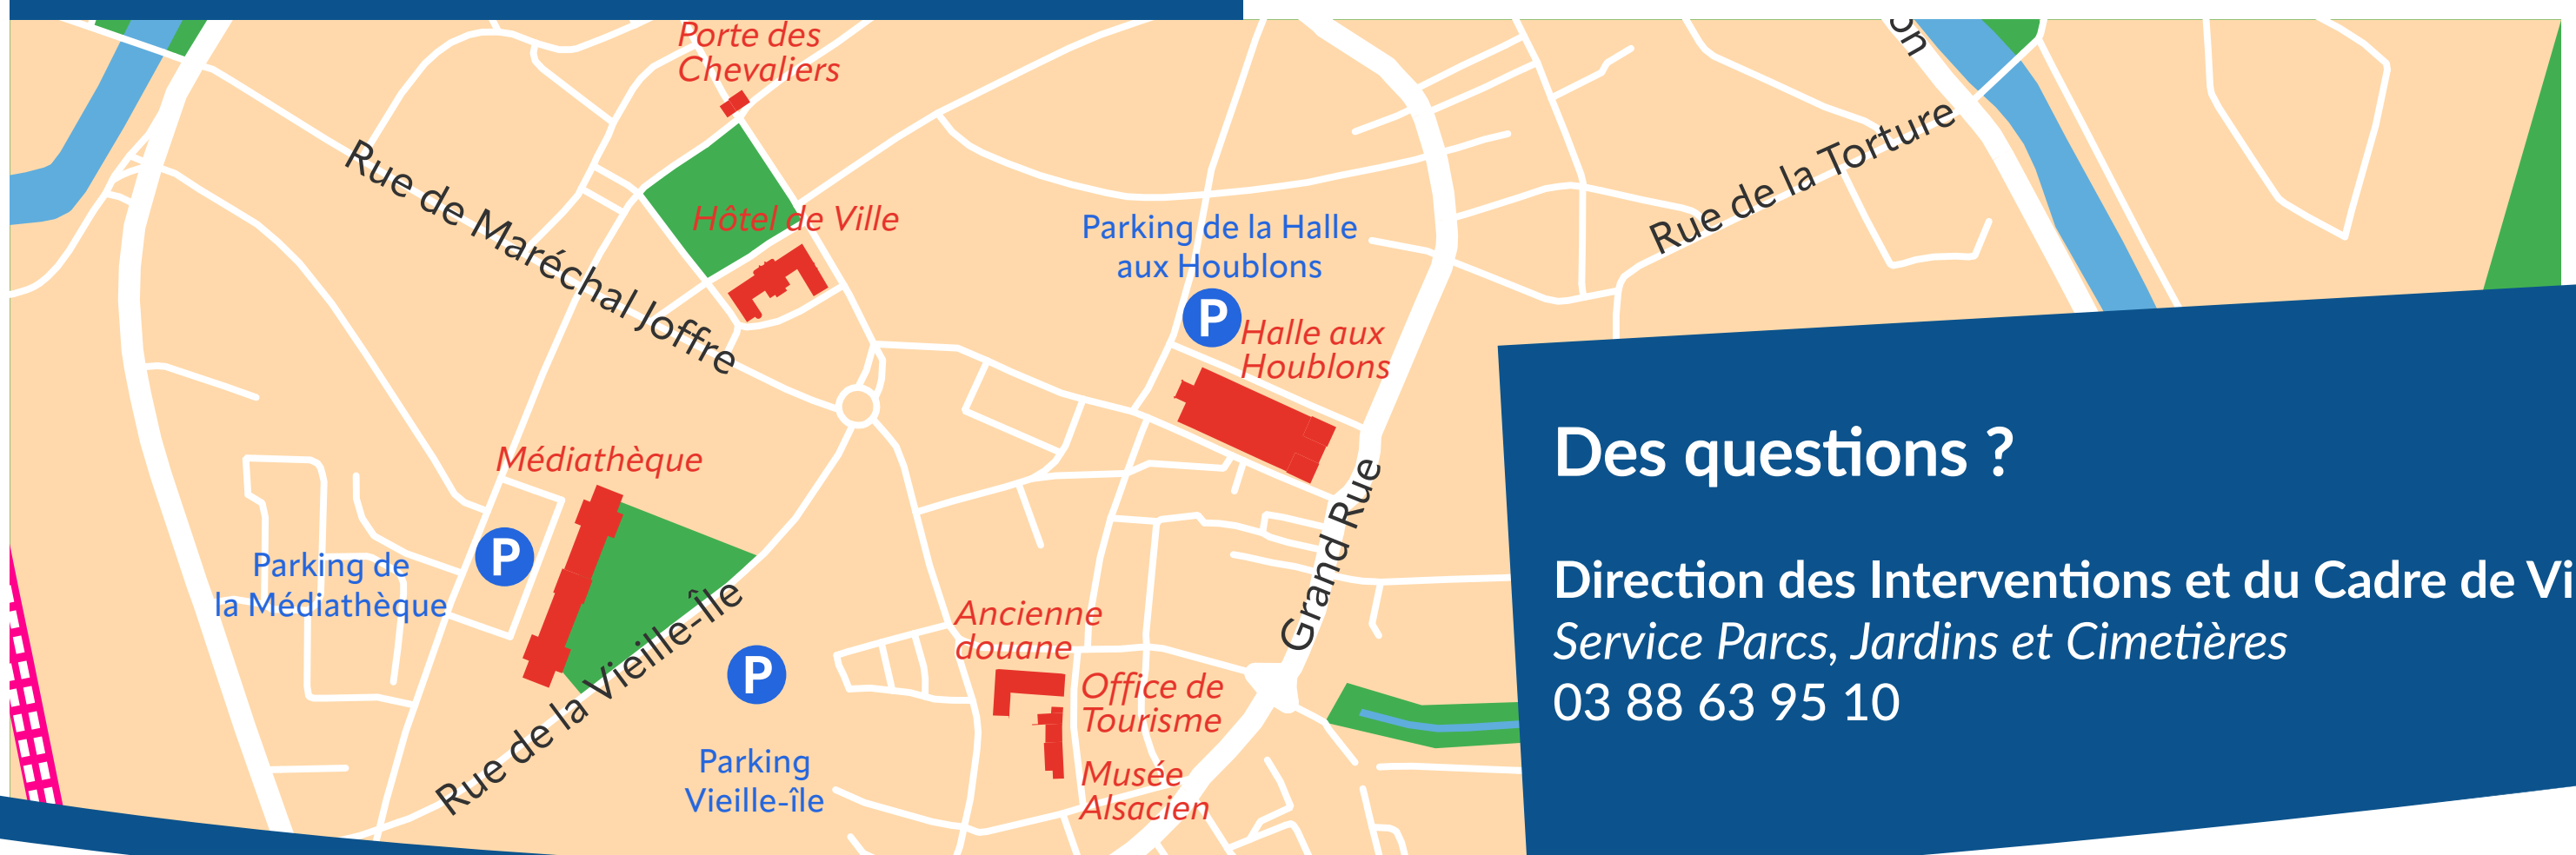 Porte des
Chevaliers
on
Rue de Maréchal Joffre
Rue de la Torture
Hôtel de Ville
Parking de la Halle
aux Houblons
P
Halle aux
Houblons
Médiathèque
P
Parking de
la Médiathèque
Grand Rue
Rue de la Vieille-Île
P
Parking
Vieille-île
Ancienne
douane
Office de
Tourisme
Musée
Alsacien
Des questions ?
Direction des Interventions et du Cadre de Vi
Service Parcs, Jardins et Cimetières
03 88 63 95 10